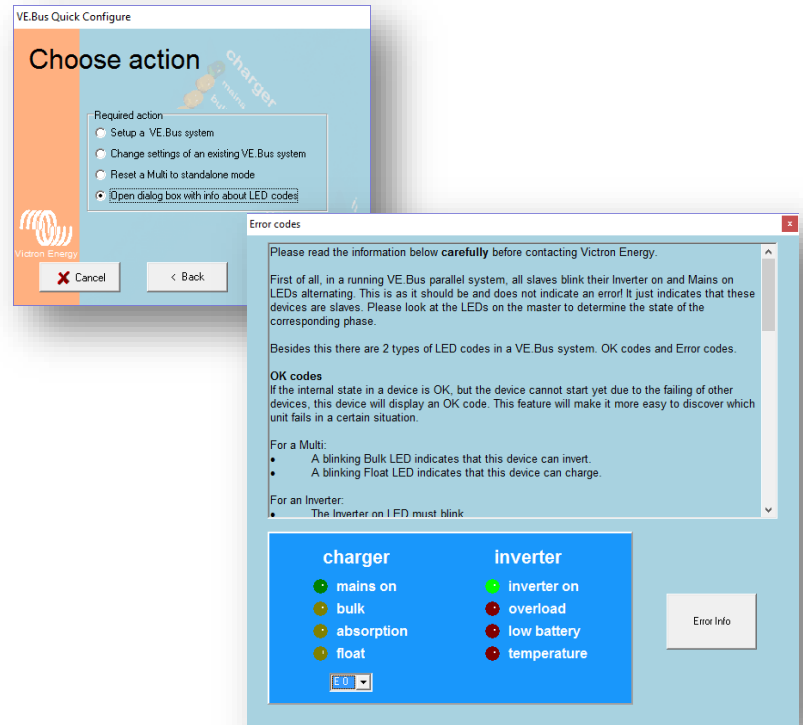 VE.Bus Quick Configure
Choose action
charger
mains
bul
Required action
Setup a VE.Bus system
Change settings of an existing VE.Bus system
Reset a Multi to standalone mode
Open dialog box with info about LED codes
Victron Energy
Cancel
< Back
Error codes
x
Please read the information below carefully before contacting Victron Energy.
First of all, in a running VE.Bus parallel system, all slaves blink their Inverter on and Mains on
LEDs alternating. This is as it should be and does not indicate an error! It just indicates that these
devices are slaves. Please look at the LEDs on the master to determine the state of the
corresponding phase.
Besides this there are 2 types of LED codes in a VE.Bus system. OK codes and Error codes.
OK codes
If the internal state in a device is OK, but the device cannot start yet due to the failing of other
devices, this device will display an OK code. This feature will make it more easy to discover which
unit fails in a certain situation.
For a Multi:
• A blinking Bulk LED indicates that this device can invert.
• A blinking Float LED indicates that this device can charge.
For an Inverter:
• The Inverter on LED must blink
charger inverter
mains on inverter on
bulk overload
absorption low battery
float temperature
E 0
Error Info